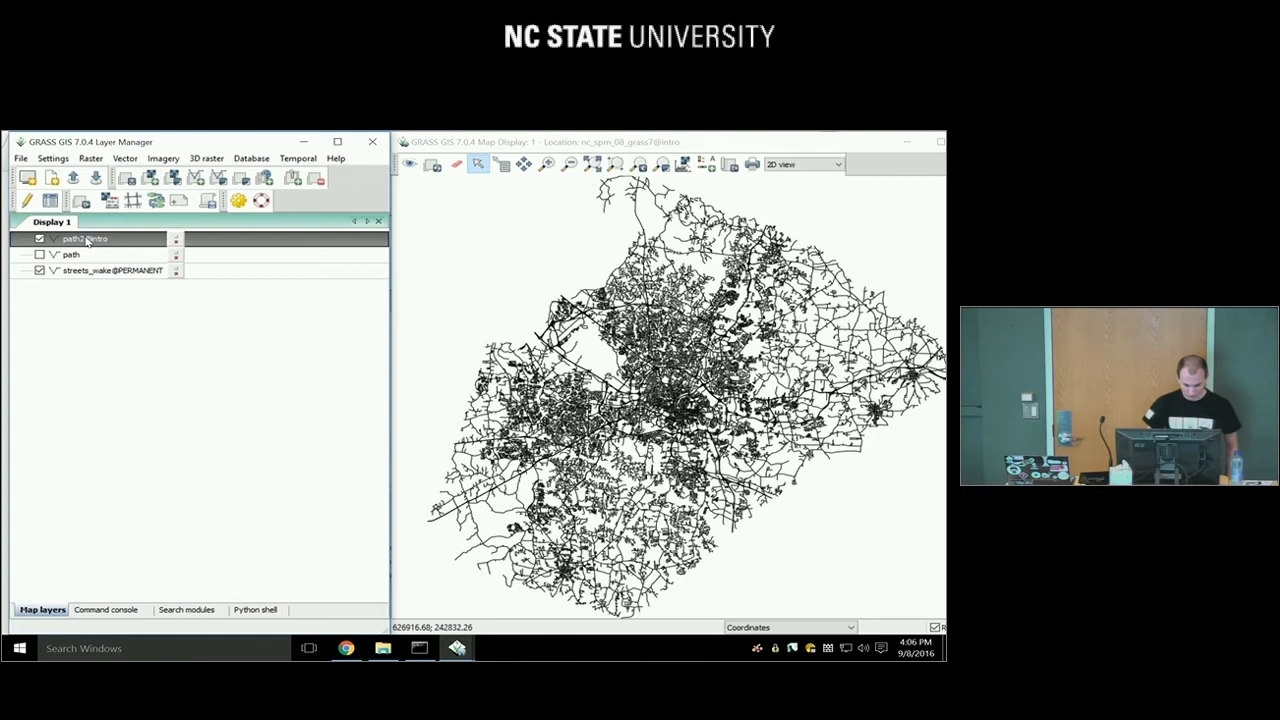 NC STATE UNIVERSITY
GRASS GIS 7.0.4 Layer Manager
File Settings Raster Vector Imagery 3D raster Database Temporal Help
Display 1
path2@intro
path
streets_wake@PERMANENT
Map layers Command console Search modules Python shell
GRASS GIS 7.0.4 Map Display: 1 - Location: nc_spm_08_grass7@intro
2D view
626916.68; 242832.26
Coordinates
R
Search Windows
4:06 PM
9/8/2016